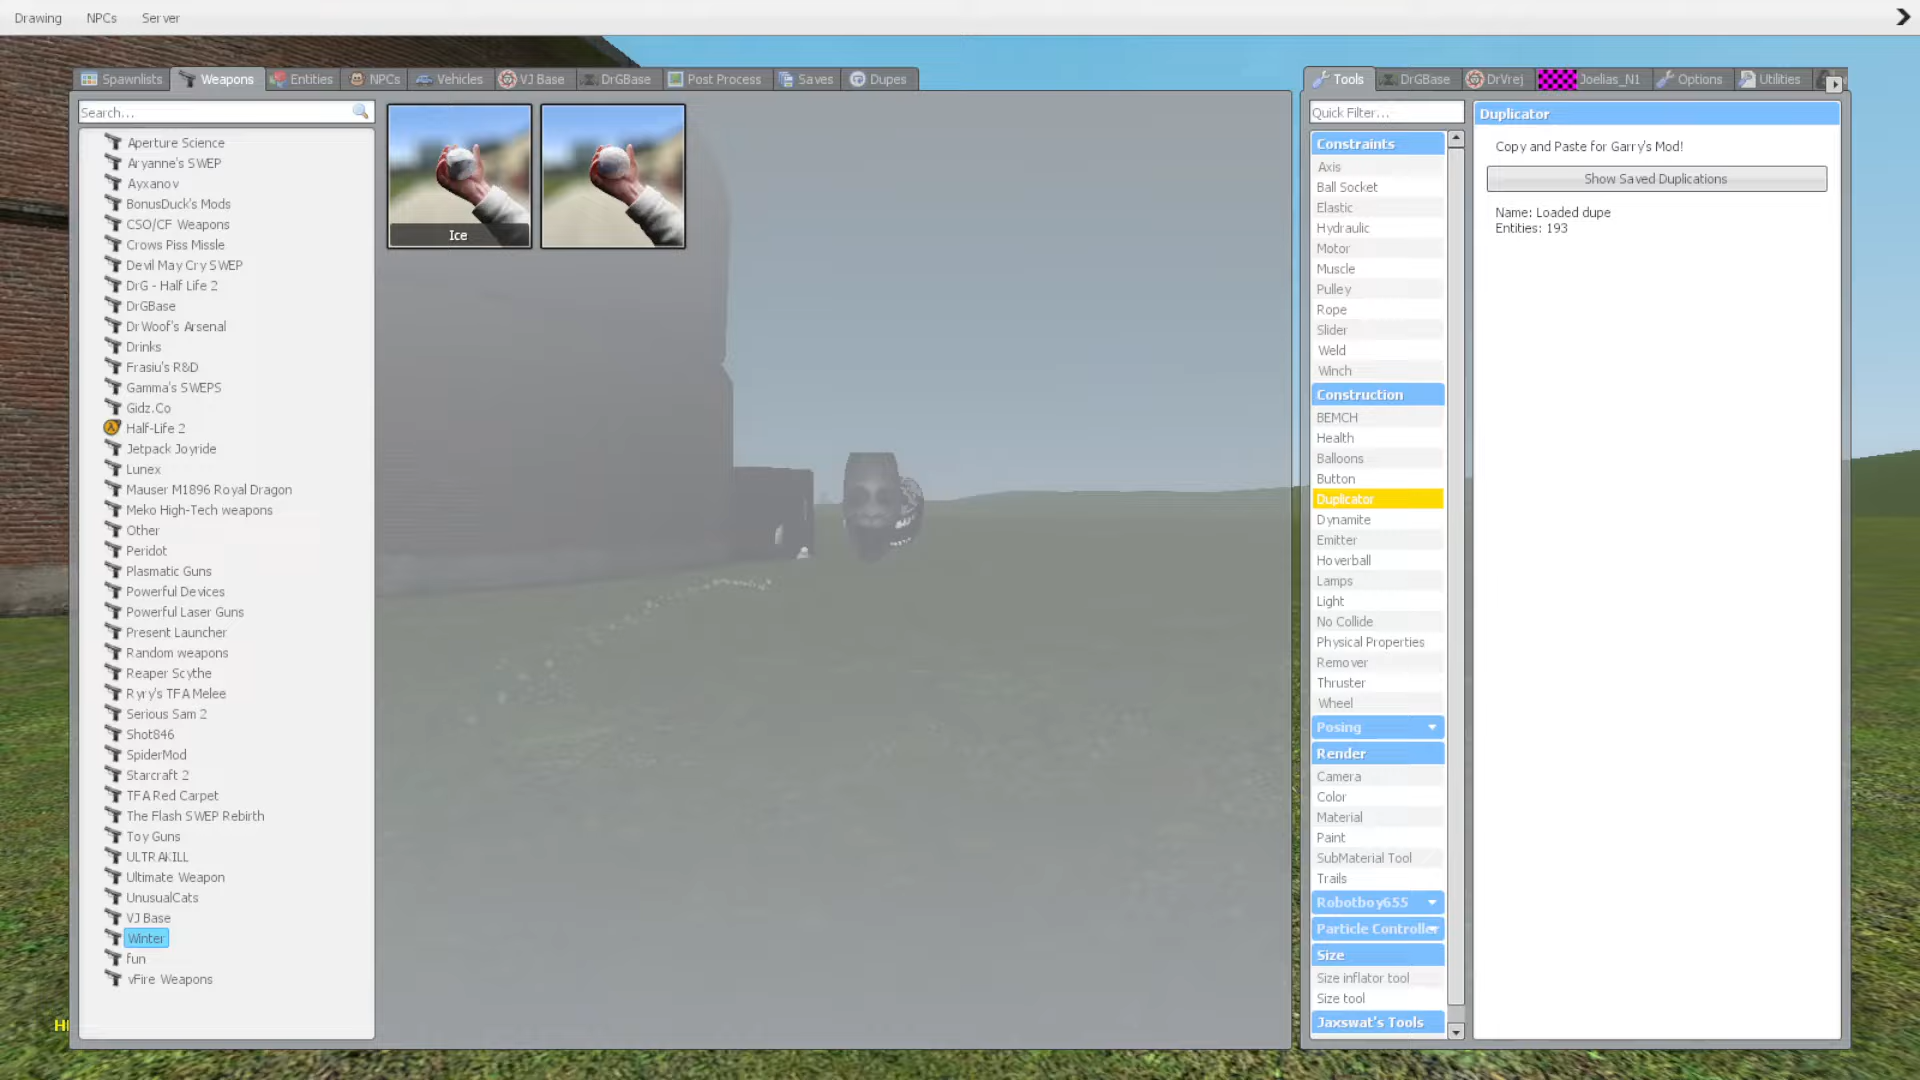 Drawing NPCs Server
Spawnlists Weapons Entities NPCs Vehicles VJ Base DrGBase Post Process Saves Dupes
Search...
Aperture Science
Aryanne's SWEP
Ayxanov
BonusDuck's Mods
CSO/CF Weapons
Crows Piss Missle
Devil May Cry SWEP
DrG - Half Life 2
DrGBase
DrWoof's Arsenal
Drinks
Frasiu's R&D
Gamma's SWEPS
Gidz.Co
Half-Life 2
Jetpack Joyride
Lunex
Mauser M1896 Royal Dragon
Meko High-Tech weapons
Other
Peridot
Plasmatic Guns
Powerful Devices
Powerful Laser Guns
Present Launcher
Random weapons
Reaper Scythe
Ryry's TFA Melee
Serious Sam 2
Shot846
SpiderMod
Starcraft 2
TFA Red Carpet
The Flash SWEP Rebirth
Toy Guns
ULTRAKILL
Ultimate Weapon
UnusualCats
VJ Base
Winter
fun
vFire Weapons
Ice
Tools DrGBase DrVrej Joelias_N1 Options Utilities
Quick Filter...
Constraints
Axis
Ball Socket
Elastic
Hydraulic
Motor
Muscle
Pulley
Rope
Slider
Weld
Winch
Construction
BEMCH
Health
Balloons
Button
Duplicator
Dynamite
Emitter
Hoverball
Lamps
Light
No Collide
Physical Properties
Remover
Thruster
Wheel
Posing
Render
Camera
Color
Material
Paint
SubMaterial Tool
Trails
Robotboy655
Particle Controller
Size
Size inflator tool
Size tool
Jaxswat's Tools
Duplicator
Copy and Paste for Garry's Mod!
Show Saved Duplications
Name: Loaded dupe
Entities: 193